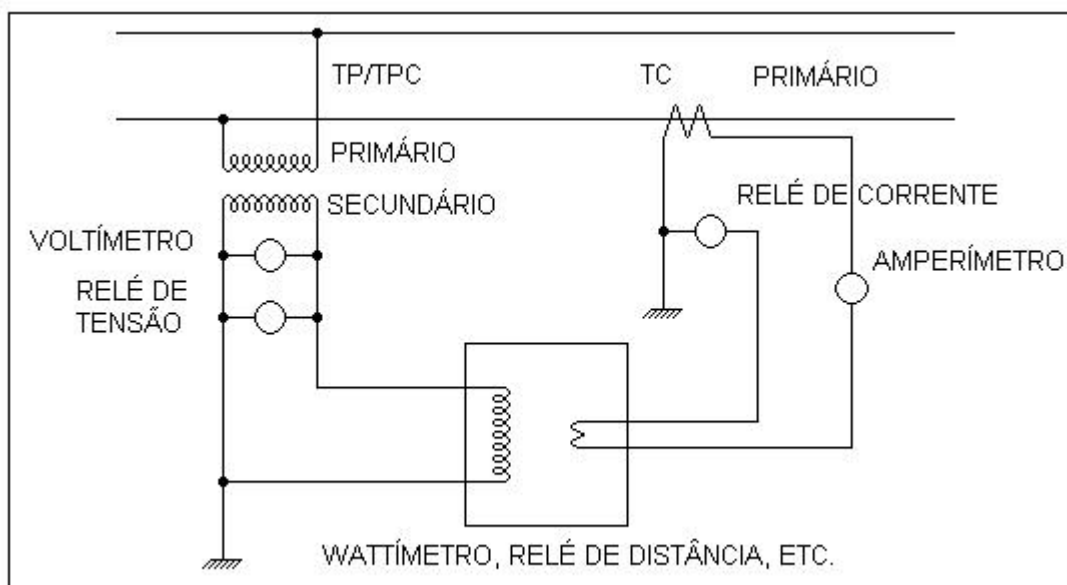 TP/TPC
TC
PRIMÁRIO
PRIMÁRIO
SECUNDÁRIO
RELÉ DE CORRENTE
VOLTÍMETRO
AMPERÍMETRO
RELÉ DE
TENSÃO
WATTÍMETRO, RELÉ DE DISTÂNCIA, ETC.